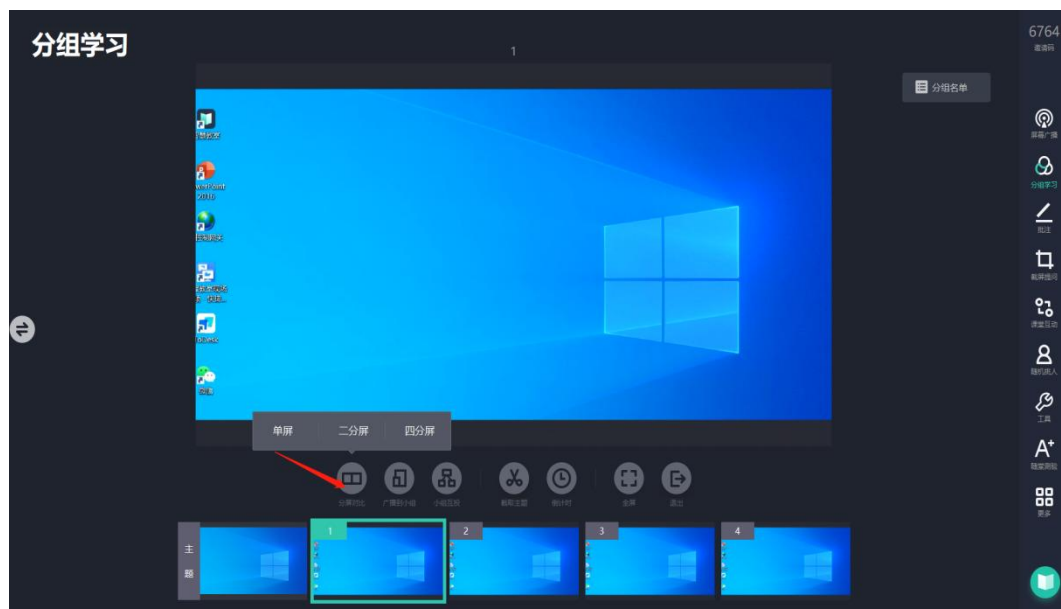 分组学习
1
6764
邀请码
分组名单
屏幕广播
分组学习
批注
截屏提问
课堂互动
随机挑人
工具
随堂测验
更多
2016
单屏
二分屏
四分屏
分屏对比
广播到小组
小组互视
截取主题
倒计时
全屏
退出
主
题
1
2
3
4